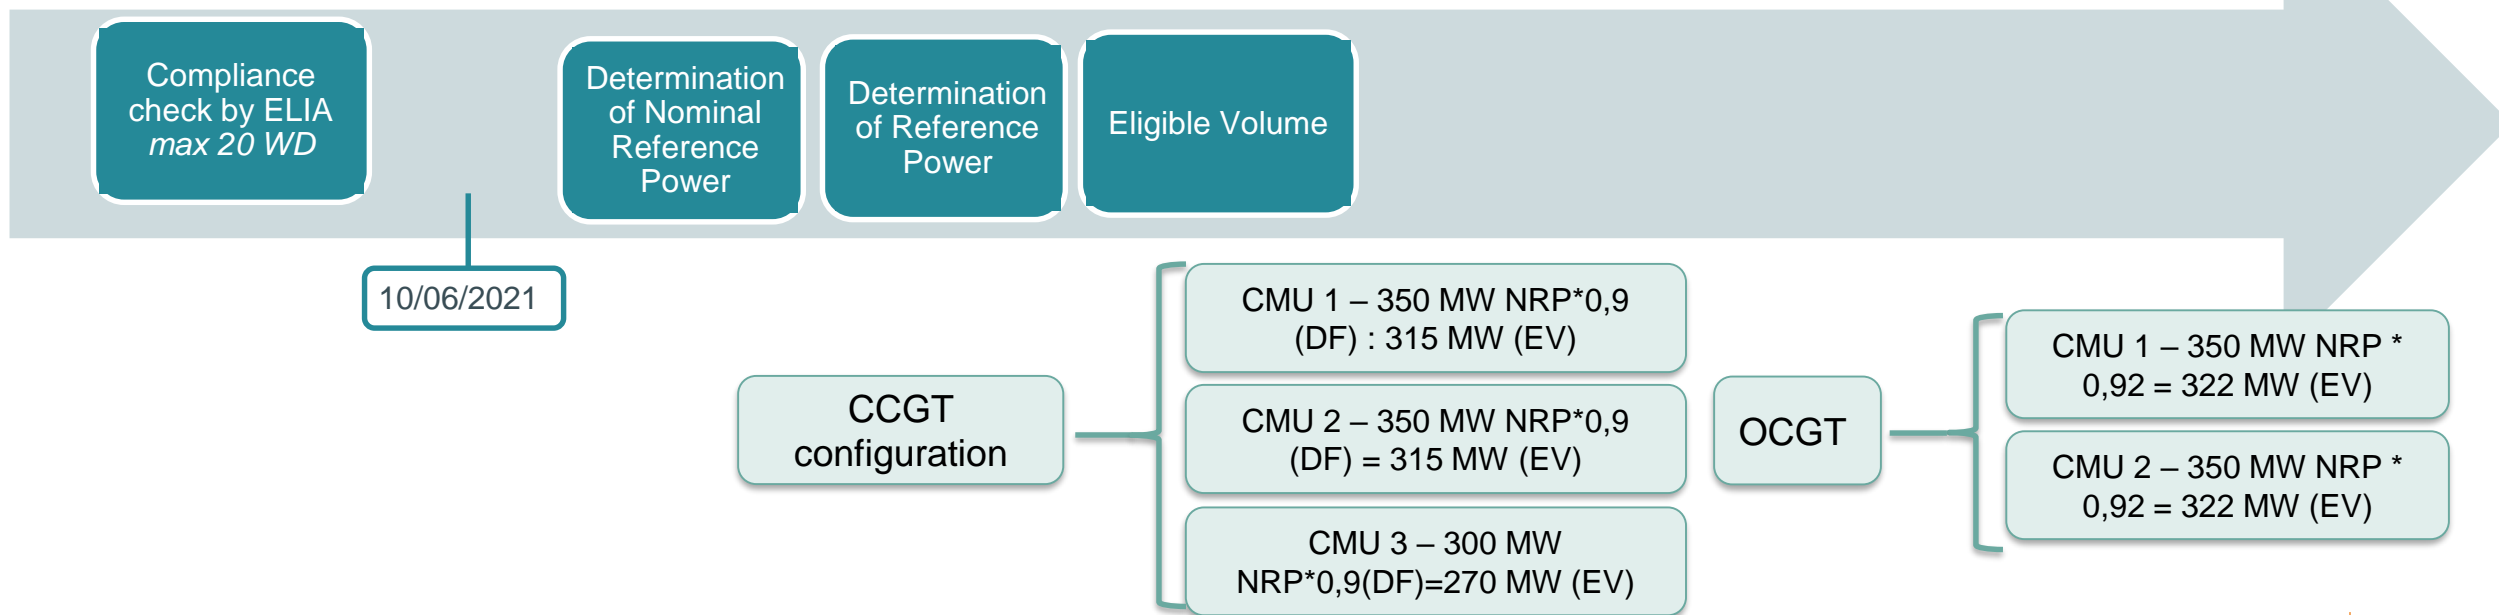 Compliance
check by ELIA
max 20 WD
Determination
of Nominal
Reference
Power
Determination
of Reference
Power
Eligible Volume
10/06/2021
CCGT
configuration
CMU 1 – 350 MW NRP*0,9
(DF) : 315 MW (EV)
CMU 2 – 350 MW NRP*0,9
(DF) = 315 MW (EV)
CMU 3 – 300 MW
NRP*0,9(DF)=270 MW (EV)
OCGT
CMU 1 – 350 MW NRP *
0,92 = 322 MW (EV)
CMU 2 – 350 MW NRP *
0,92 = 322 MW (EV)